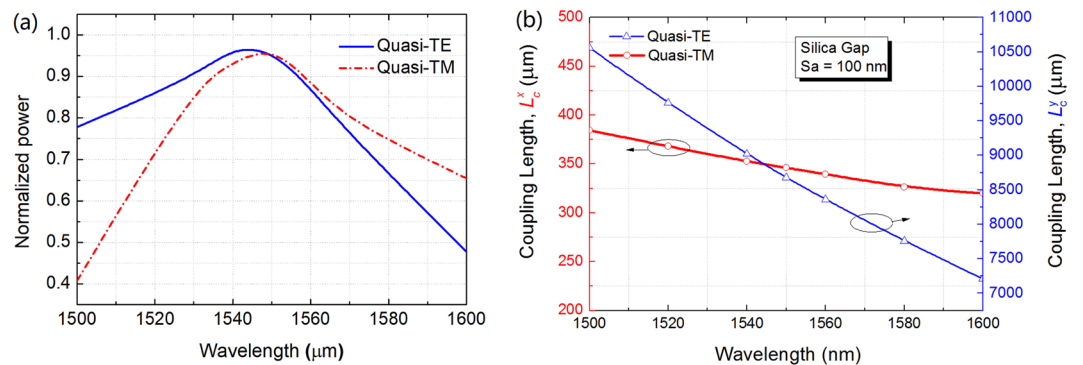 (a)
1.0
0.9
0.8
0.7
0.6
0.5
0.4
Normalized power
Quasi-TE
Quasi-TM
1500 1520 1540 1560 1580 1600
Wavelength (μm)
(b)
500
450
400
350
300
250
200
Coupling Length, L_c^x (μm)
Quasi-TE
Quasi-TM
Silica Gap
Sa = 100 nm
11000
10500
10000
9500
9000
8500
8000
7500
7000
Coupling Length, L_c^y (μm)
1500 1520 1540 1560 1580 1600
Wavelength (nm)